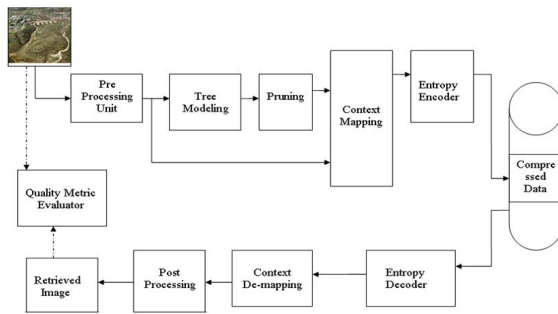 Pre
Processing
Unit
Tree
Modeling
Pruning
Context
Mapping
Entropy
Encoder
Compre
ssed
Data
Quality Metric
Evaluator
Retrieved
Image
Post
Processing
Context
De-mapping
Entropy
Decoder